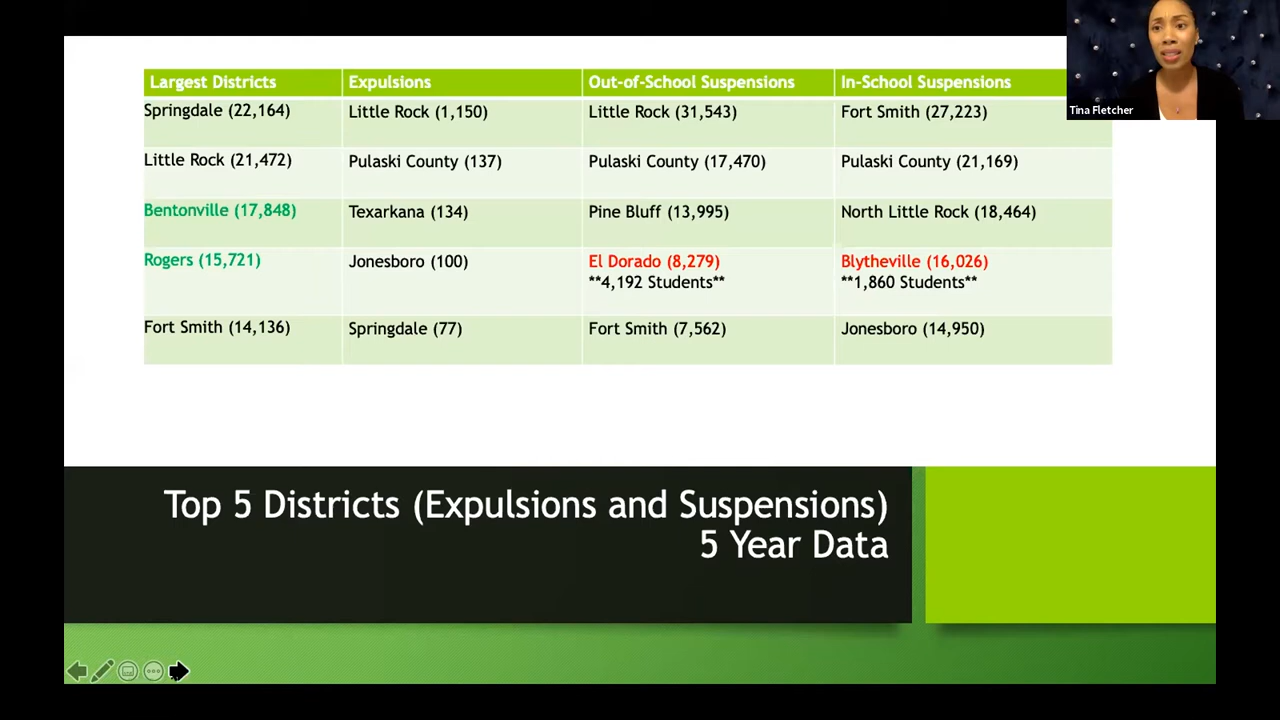 Largest Districts Expulsions Out-of-School Suspensions In-School Suspensions
Springdale (22,164) Little Rock (1,150) Little Rock (31,543) Fort Smith (27,223)
Little Rock (21,472) Pulaski County (137) Pulaski County (17,470) Pulaski County (21,169)
Bentonville (17,848) Texarkana (134) Pine Bluff (13,995) North Little Rock (18,464)
Rogers (15,721) Jonesboro (100) El Dorado (8,279) Blytheville (16,026)
**4,192 Students** **1,860 Students**
Fort Smith (14,136) Springdale (77) Fort Smith (7,562) Jonesboro (14,950)
Top 5 Districts (Expulsions and Suspensions)
5 Year Data
Tina Fletcher